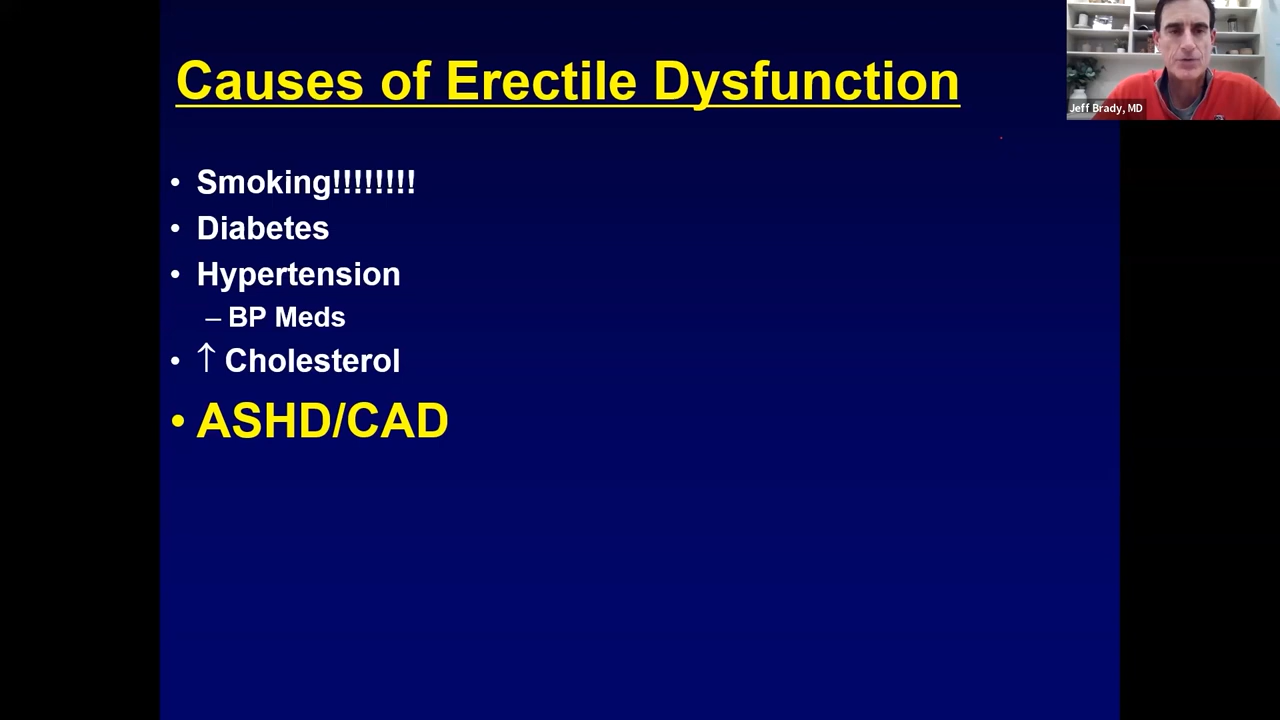 Causes of Erectile Dysfunction
• Smoking!!!!!!!!
• Diabetes
• Hypertension
– BP Meds
• ↑ Cholesterol
• ASHD/CAD
Jeff Brady, MD